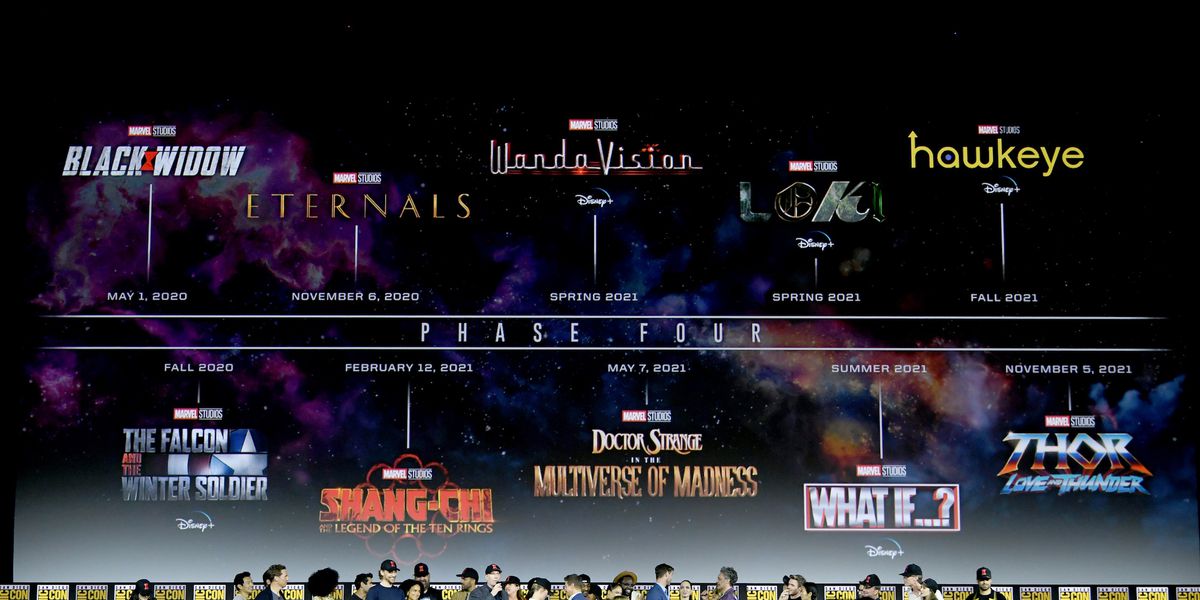 MARVEL STUDIOS
BLACK WIDOW
MAY 1, 2020
MARVEL STUDIOS
ETERNALS
NOVEMBER 6, 2020
MARVEL STUDIOS
WandaVision
Disney+
SPRING 2021
MARVEL STUDIOS
LOKI
Disney+
SPRING 2021
MARVEL STUDIOS
hawkeye
Disney+
FALL 2021
PHASE FOUR
FALL 2020
MARVEL STUDIOS
THE FALCON
AND THE
WINTER SOLDIER
Disney+
FEBRUARY 12, 2021
MARVEL STUDIOS
SHANG-CHI
AND THE LEGEND OF THE TEN RINGS
MAY 7, 2021
MARVEL STUDIOS
DOCTOR STRANGE
IN THE
MULTIVERSE OF MADNESS
SUMMER 2021
MARVEL STUDIOS
WHAT IF...?
Disney+
NOVEMBER 5, 2021
MARVEL STUDIOS
THOR
LOVE AND THUNDER
SAN DIEGO
COMIC CON